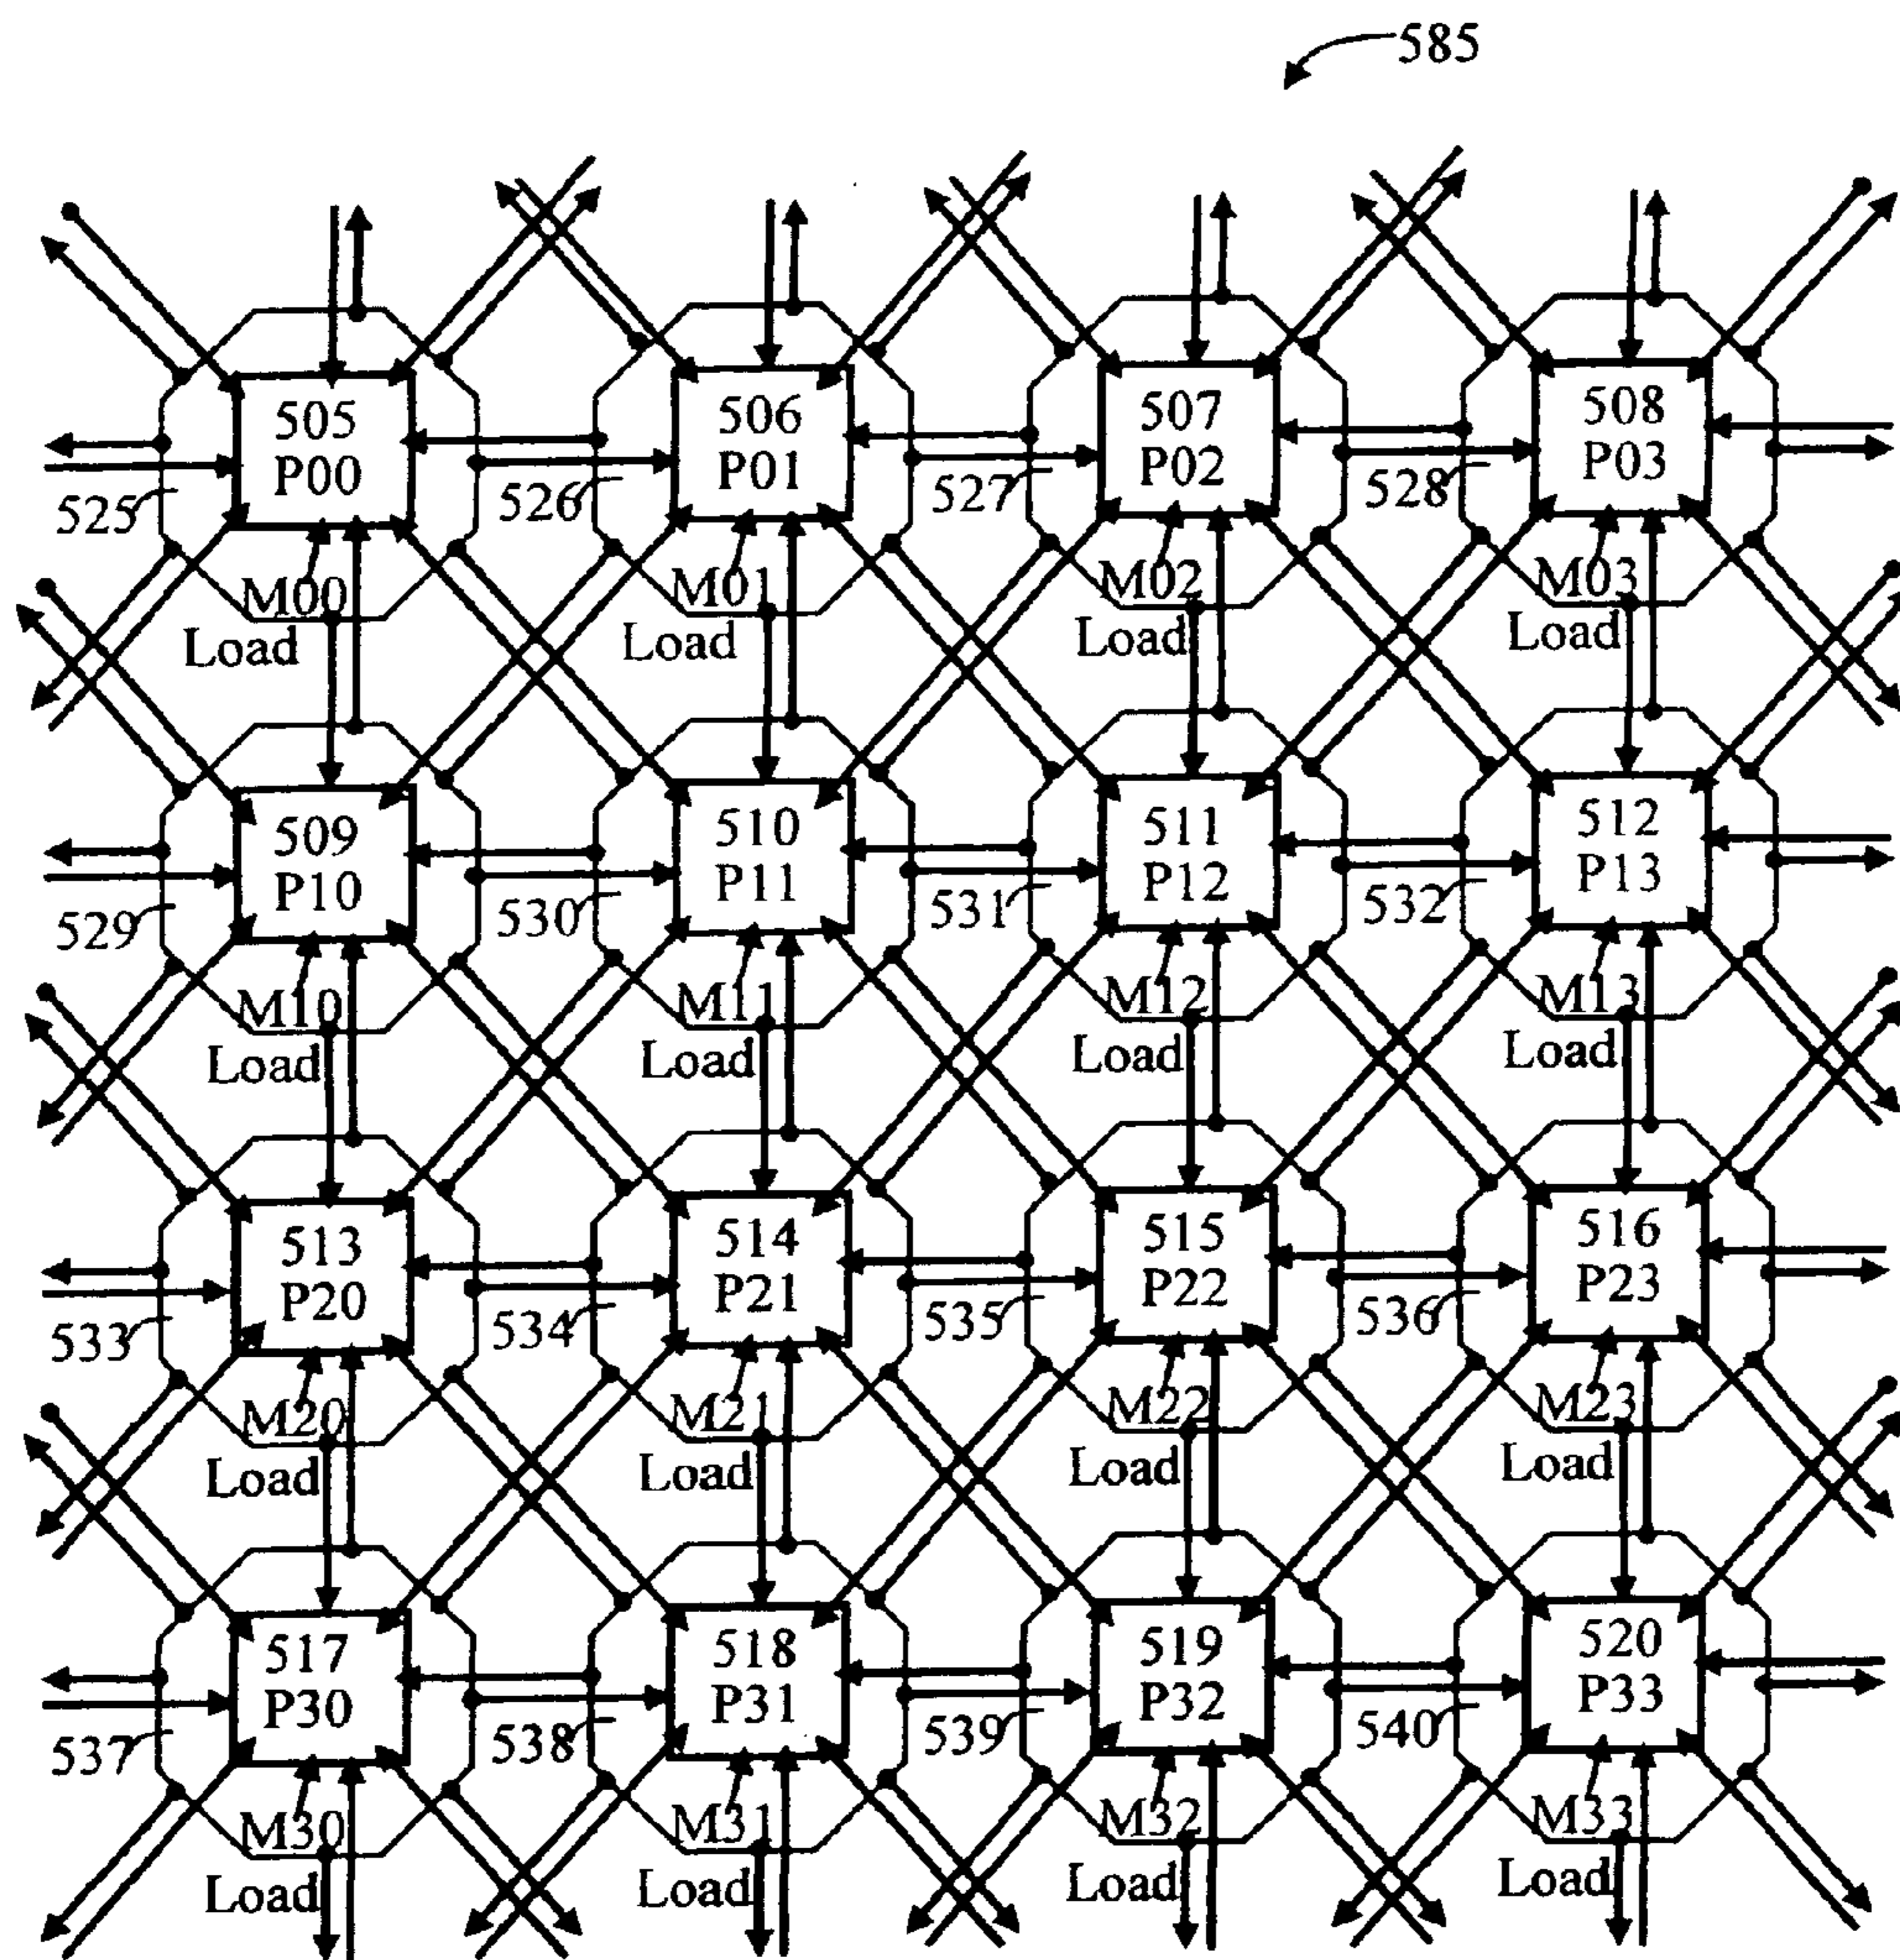 585
505
P00
506
P01
507
P02
508
P03
525
526
527
528
M00
M01
M02
M03
Load
Load
Load
Load
509
P10
510
P11
511
P12
512
P13
529
530
531
532
M10
M11
M12
M13
Load
Load
Load
Load
513
P20
514
P21
515
P22
516
P23
533
534
535
536
M20
M21
M22
M23
Load
Load
Load
Load
517
P30
518
P31
519
P32
520
P33
537
538
539
540
M30
M31
M32
M33
Load
Load
Load
Load